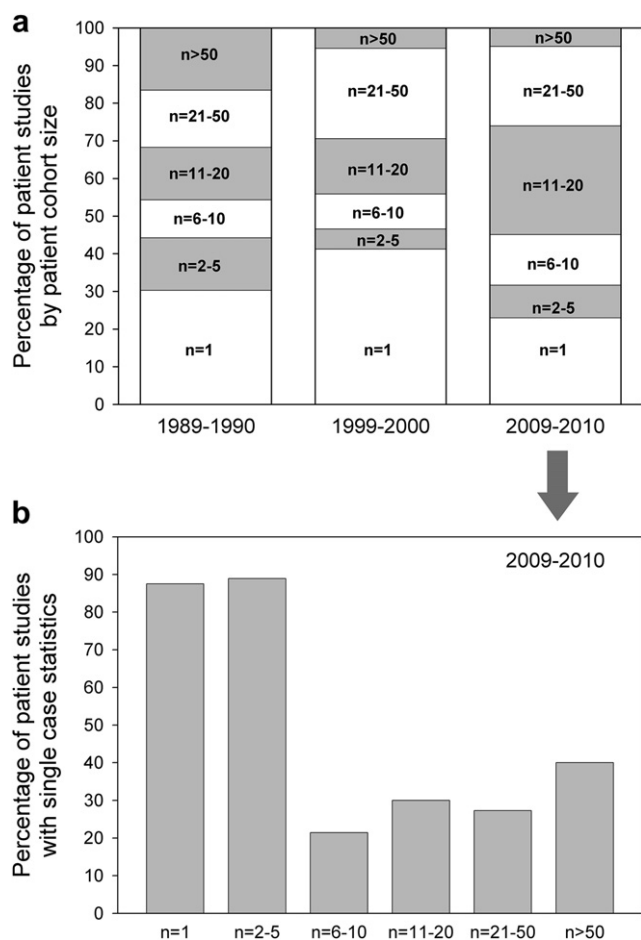 a
Percentage of patient studies
by patient cohort size
100
90
80
70
60
50
40
30
20
10
0
n>50
n=21-50
n=11-20
n=6-10
n=2-5
n=1
n>50
n=21-50
n=11-20
n=6-10
n=2-5
n=1
n>50
n=21-50
n=11-20
n=6-10
n=2-5
n=1
1989-1990 1999-2000 2009-2010
b
Percentage of patient studies
with single case statistics
100
90
80
70
60
50
40
30
20
10
0
2009-2010
n=1 n=2-5 n=6-10 n=11-20 n=21-50 n>50